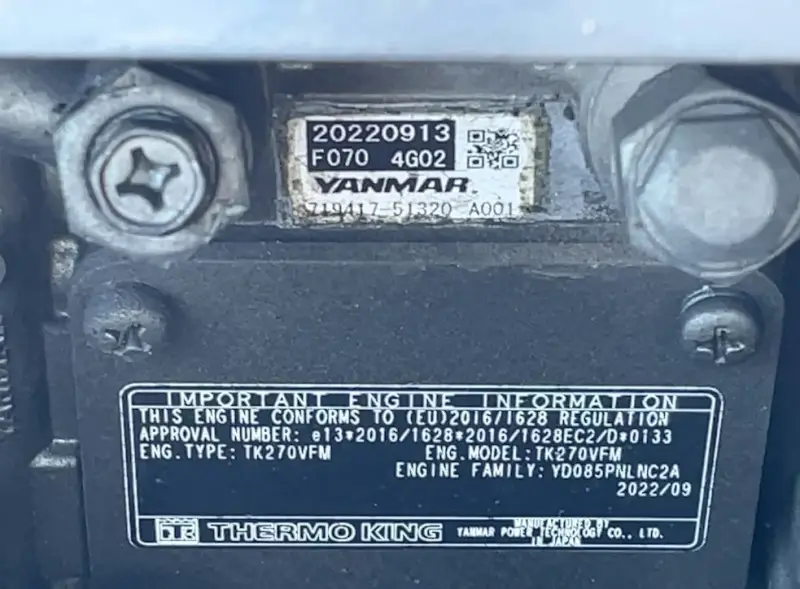 20220913
F070 4G02
YANMAR
719417-51320 A001
IMPORTANT ENGINE INFORMATION
THIS ENGINE CONFORMS TO (EU)2016/1628 REGULATION
APPROVAL NUMBER: e13*2016/1628*2016/1628EC2/D*0133
ENG.TYPE: TK270VFM ENG.MODEL:TK270VFM
ENGINE FAMILY: YD085PNLNC2A
2022/09
THERMO KING
MANUFACTURED BY
YANMAR POWER TECHNOLOGY CO., LTD.
IN JAPAN